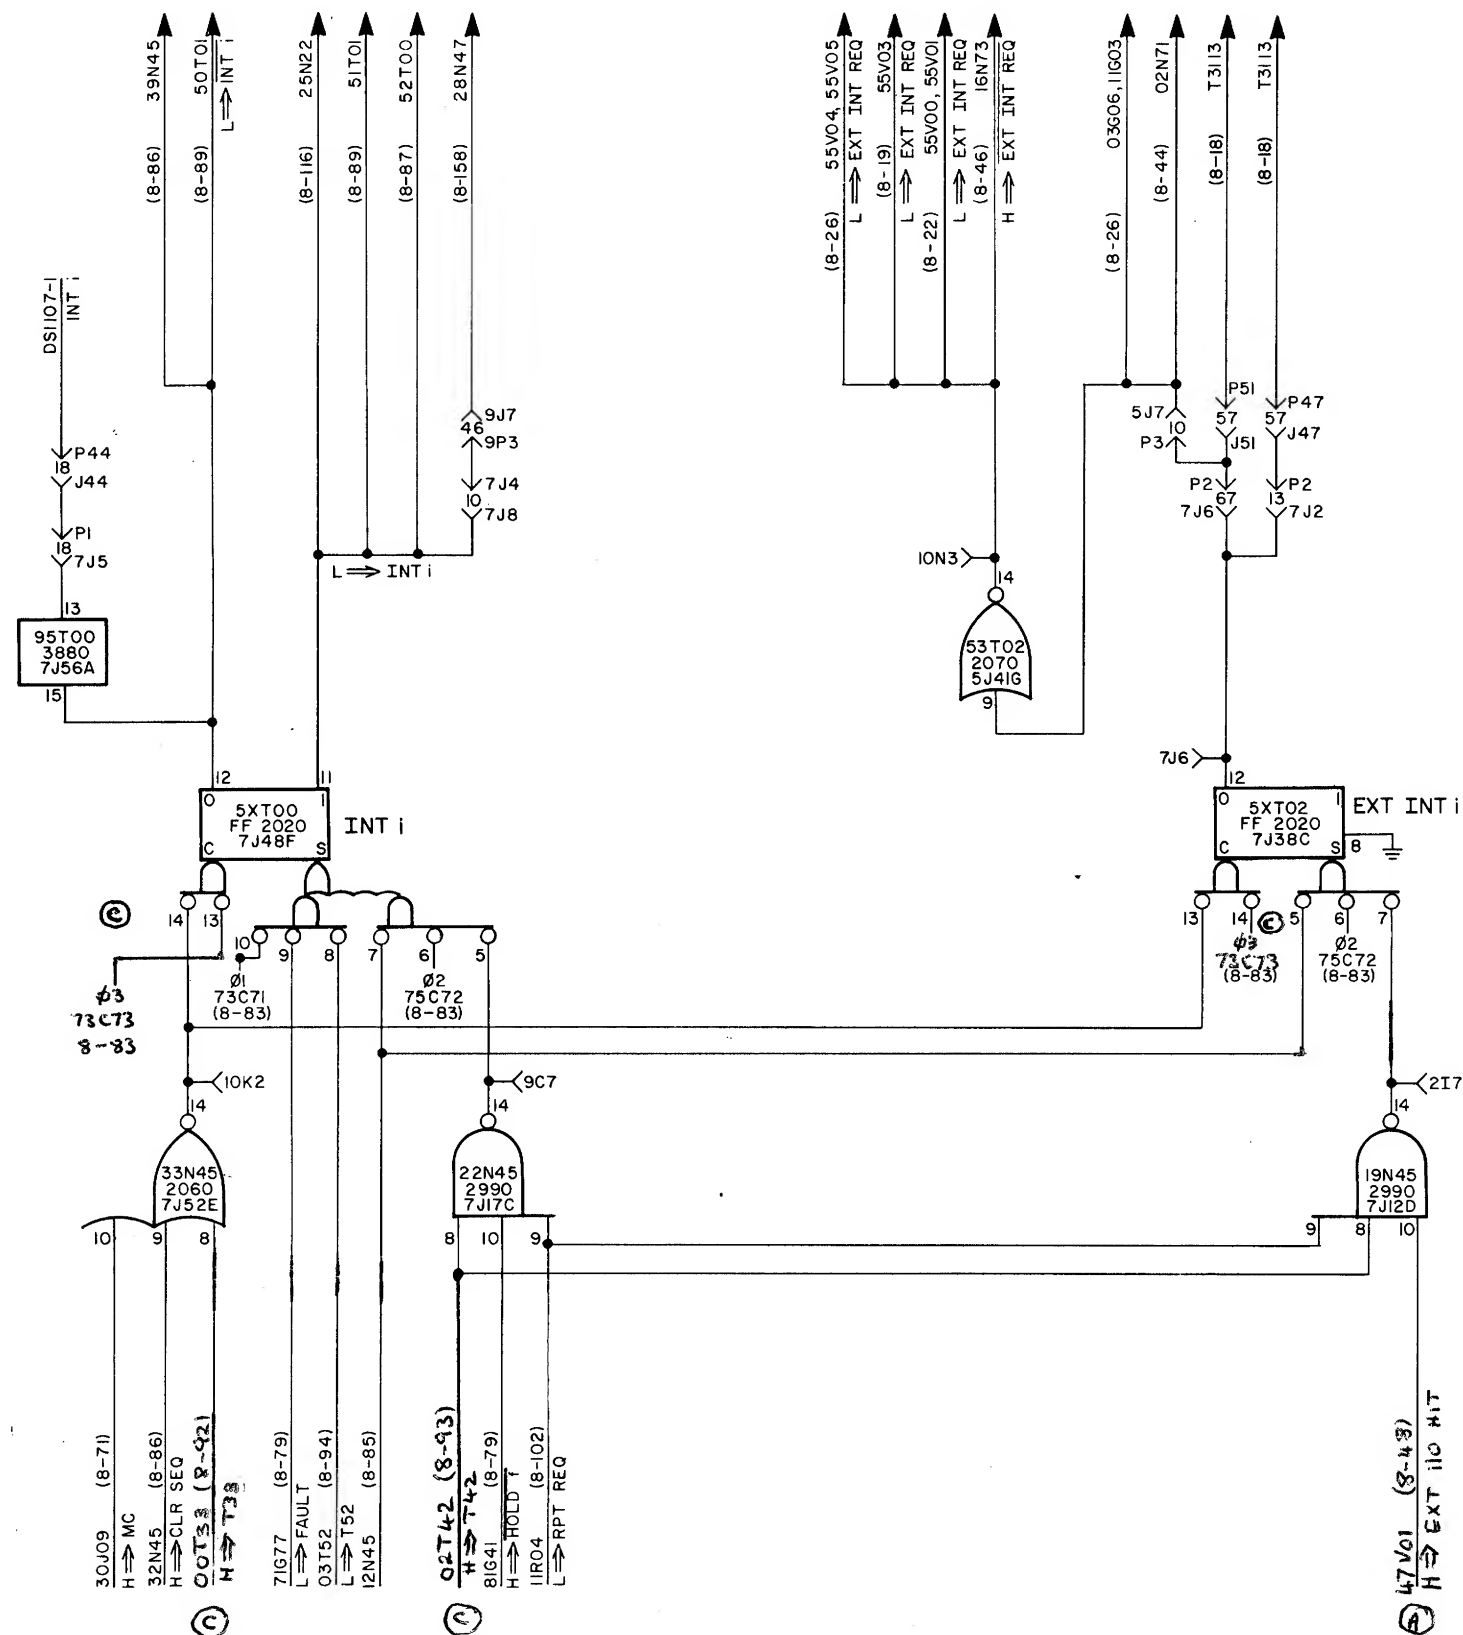 39N45
(8-86)
50T01
L⟹INT i
(8-89)
25N22
(8-116)
51T01
(8-89)
52T00
(8-87)
28N47
(8-158)
55V04, 55V05
L⟹EXT INT REQ
(8-26)
55V03
L⟹EXT INT REQ
(8-19)
55V00, 55V01
L⟹EXT INT REQ
(8-22)
16N73
H⟹EXT INT REQ
(8-46)
03G06, 11G03
(8-26)
02N71
(8-44)
T3113
(8-18)
T3113
(8-18)
DS1107-1
INT i
P44
18
J44
P1
18
7J5
13
95T00
3880
7J56A
15
9J7
46
9P3
7J4
10
7J8
L⟹INT i
5J7
10
P3
P51
57
J51
P47
57
J47
P2
67
7J6
P2
13
7J2
10N3
14
53T02
2070
5J41G
9
7J6
12
11
0
1
5XT00
FF 2020
7J48F
C
S
INT i
12
0
1
5XT02
FF 2020
7J38C
C
S
EXT INT i
8
C
14
13
10
9
8
7
6
5
13
14
C
5
6
7
Ø3
73C73
8-83
Ø1
73C71
(8-83)
Ø2
75C72
(8-83)
Ø3
73C73
(8-83)
Ø2
75C72
(8-83)
10K2
14
9C7
14
2I7
14
33N45
2060
7J52E
22N45
2990
7J17C
19N45
2990
7J12D
10
9
8
8
10
9
9
8
10
30J09 (8-71)
H⟹MC
32N45 (8-86)
H⟹CLR SEQ
00T33 (8-92)
H⟹T33
71G77 (8-79)
L⟹FAULT
03T52 (8-94)
L⟹T52
12N45 (8-85)
02T42 (8-93)
H⟹T42
81G41 (8-79)
H⟹HOLD f
11R04 (8-102)
L⟹RPT REQ
47V01 (8-43)
H⟹EXT i10 HiT
C
C
A